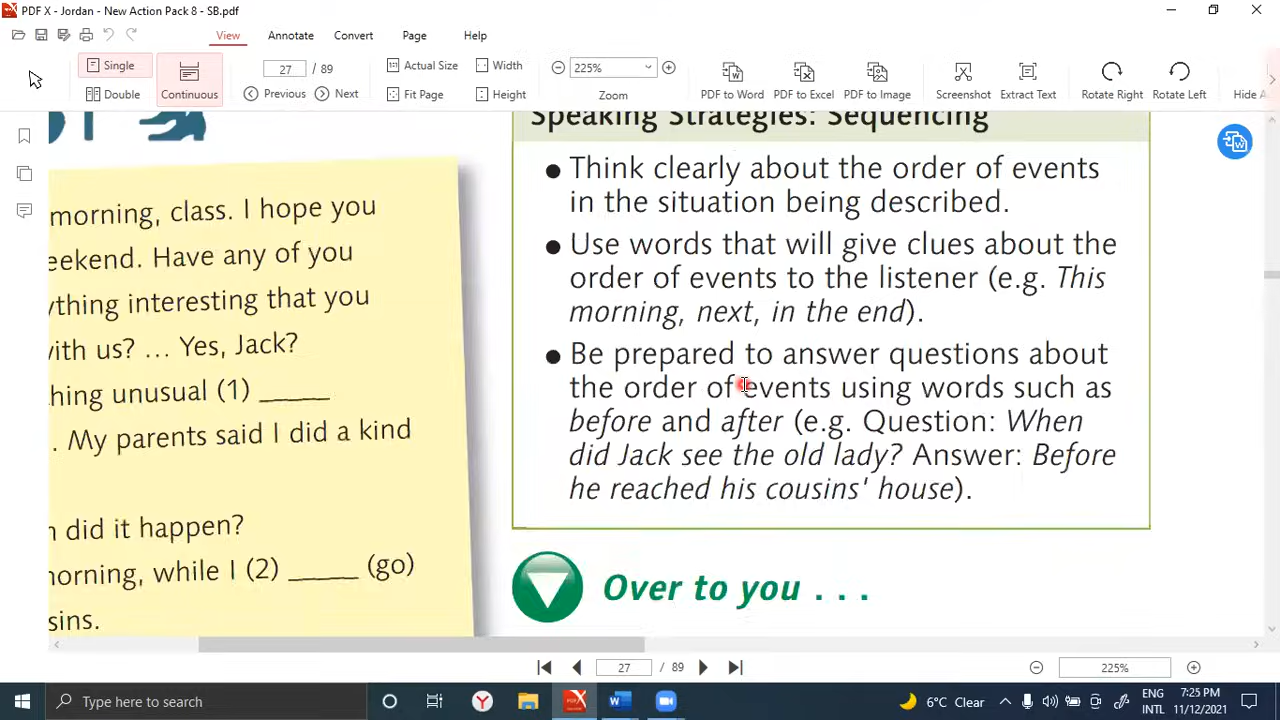 PDF X - Jordan - New Action Pack 8 - SB.pdf
View Annotate Convert Page Help
Single
Double
Continuous
27 / 89
Previous Next
Actual Size
Fit Page
Width
Height
225%
Zoom
PDF to Word
PDF to Excel
PDF to Image
Screenshot
Extract Text
Rotate Right
Rotate Left
Hide A
morning, class. I hope you
eekend. Have any of you
ything interesting that you
with us? ... Yes, Jack?
hing unusual (1) _____
. My parents said I did a kind
n did it happen?
morning, while I (2) _____ (go)
sins.
Speaking Strategies: Sequencing
● Think clearly about the order of events
in the situation being described.
● Use words that will give clues about the
order of events to the listener (e.g. This
morning, next, in the end).
● Be prepared to answer questions about
the order of events using words such as
before and after (e.g. Question: When
did Jack see the old lady? Answer: Before
he reached his cousins' house).
Over to you . . .
27 / 89
225%
Type here to search
6°C Clear
ENG
INTL
7:25 PM
11/12/2021